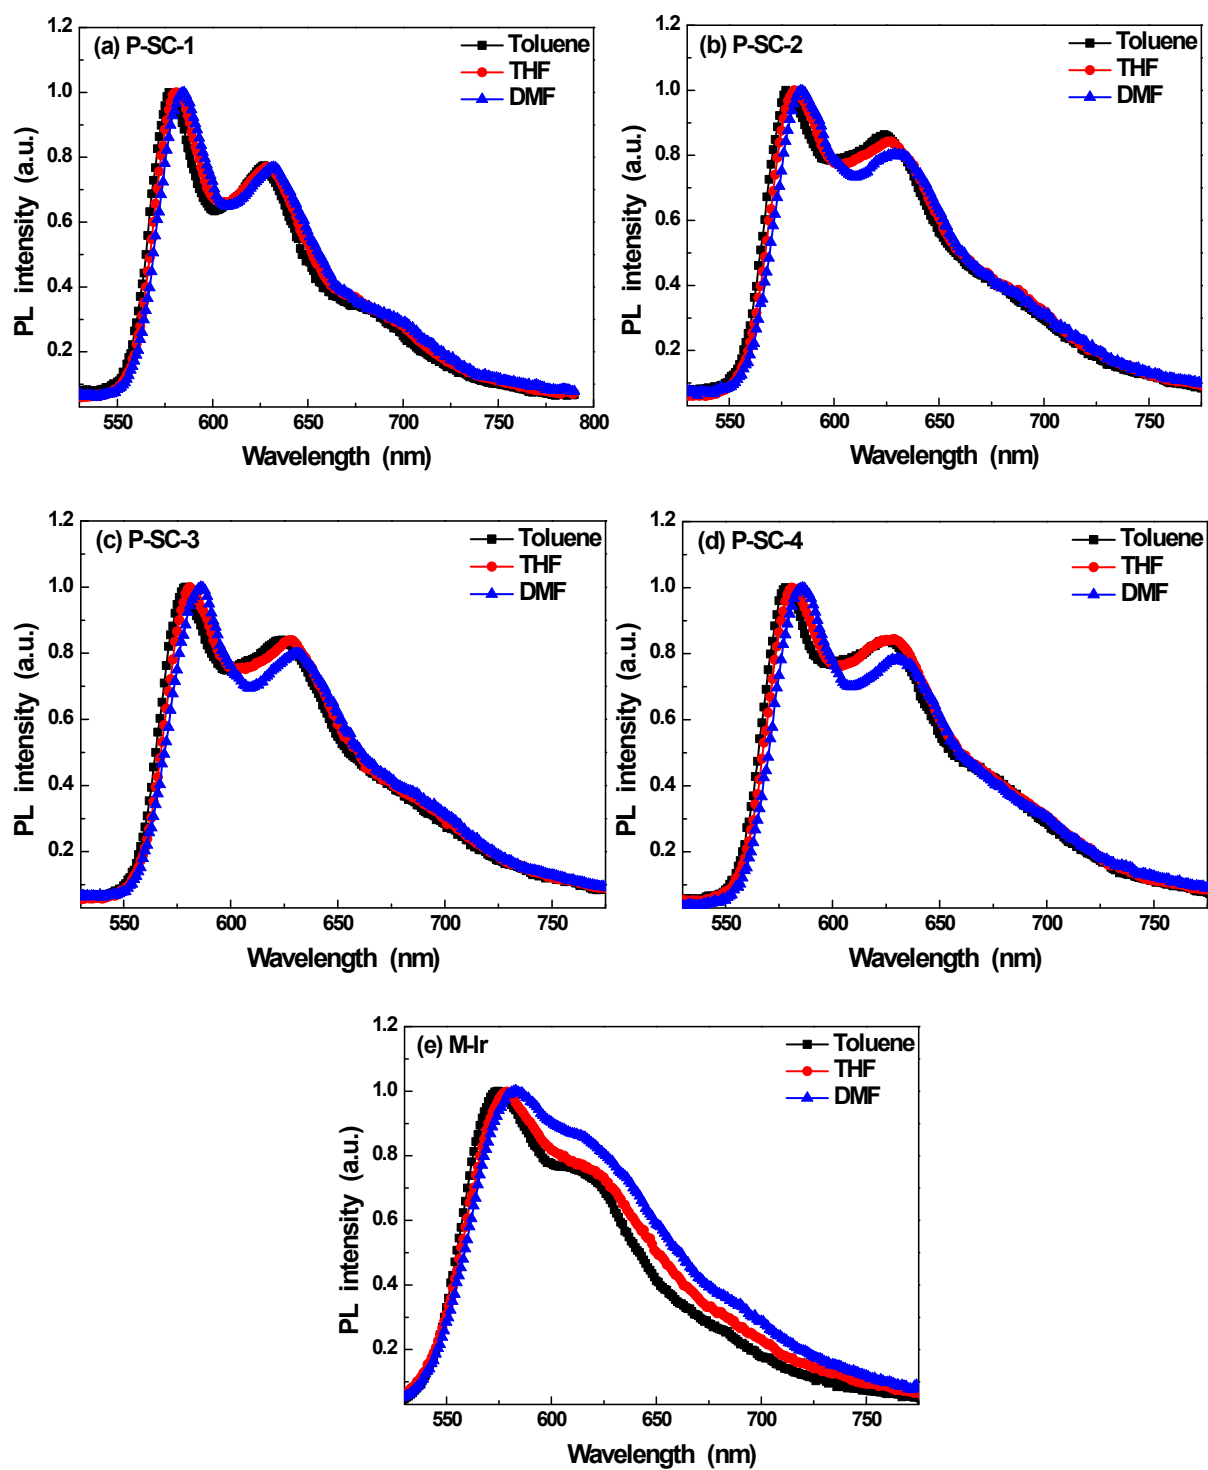 (a) P-SC-1
Toluene
THF
DMF
1.2
1.0
0.8
0.6
0.4
0.2
PL intensity (a.u.)
550 600 650 700 750 800
Wavelength (nm)
(b) P-SC-2
Toluene
THF
DMF
1.2
1.0
0.8
0.6
0.4
0.2
PL intensity (a.u.)
550 600 650 700 750
Wavelength (nm)
(c) P-SC-3
Toluene
THF
DMF
1.2
1.0
0.8
0.6
0.4
0.2
PL intensity (a.u.)
550 600 650 700 750
Wavelength (nm)
(d) P-SC-4
Toluene
THF
DMF
1.2
1.0
0.8
0.6
0.4
0.2
PL intensity (a.u.)
550 600 650 700 750
Wavelength (nm)
(e) M-Ir
Toluene
THF
DMF
1.2
1.0
0.8
0.6
0.4
0.2
PL intensity (a.u.)
550 600 650 700 750
Wavelength (nm)